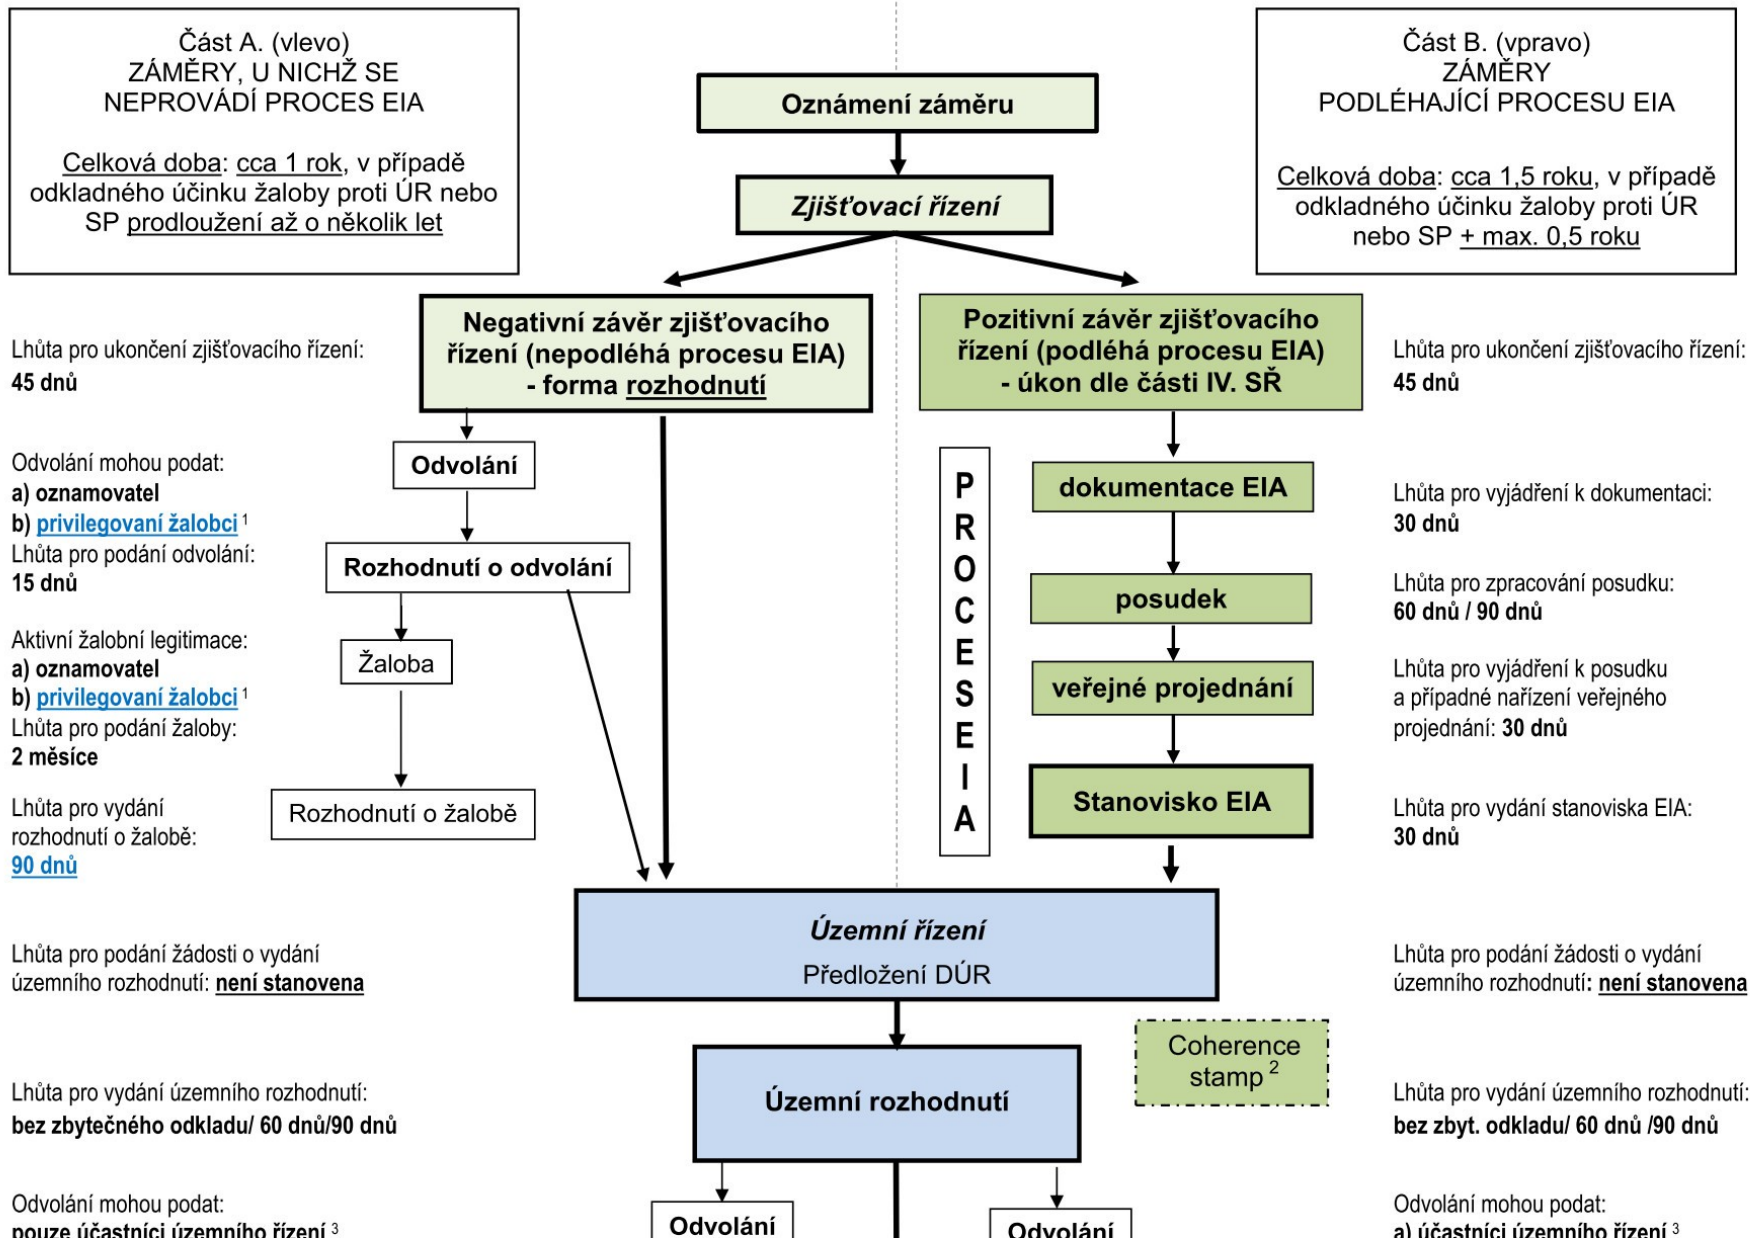 Část A. (vlevo)
ZÁMĚRY, U NICHŽ SE
NEPROVÁDÍ PROCES EIA
Celková doba: cca 1 rok, v případě
odkladného účinku žaloby proti ÚR nebo
SP prodloužení až o několik let
Část B. (vpravo)
ZÁMĚRY
PODLÉHAJÍCÍ PROCESU EIA
Celková doba: cca 1,5 roku, v případě
odkladného účinku žaloby proti ÚR
nebo SP + max. 0,5 roku
Oznámení záměru
Zjišťovací řízení
Negativní závěr zjišťovacího
řízení (nepodléhá procesu EIA)
- forma rozhodnutí
Pozitivní závěr zjišťovacího
řízení (podléhá procesu EIA)
- úkon dle části IV. SŘ
Lhůta pro ukončení zjišťovacího řízení:
45 dnů
Lhůta pro ukončení zjišťovacího řízení:
45 dnů
Odvolání mohou podat:
a) oznamovatel
b) privilegovaní žalobci 1
Lhůta pro podání odvolání:
15 dnů
Aktivní žalobní legitimace:
a) oznamovatel
b) privilegovaní žalobci 1
Lhůta pro podání žaloby:
2 měsíce
Lhůta pro vydání
rozhodnutí o žalobě:
90 dnů
Odvolání
Rozhodnutí o odvolání
Žaloba
Rozhodnutí o žalobě
P
R
O
C
E
S
E
I
A
dokumentace EIA
posudek
veřejné projednání
Stanovisko EIA
Lhůta pro vyjádření k dokumentaci:
30 dnů
Lhůta pro zpracování posudku:
60 dnů / 90 dnů
Lhůta pro vyjádření k posudku
a případné nařízení veřejného
projednání: 30 dnů
Lhůta pro vydání stanoviska EIA:
30 dnů
Územní řízení
Předložení DÚR
Lhůta pro podání žádosti o vydání
územního rozhodnutí: není stanovena
Lhůta pro podání žádosti o vydání
územního rozhodnutí: není stanovena
Coherence
stamp 2
Územní rozhodnutí
Lhůta pro vydání územního rozhodnutí:
bez zbytečného odkladu/ 60 dnů/90 dnů
Lhůta pro vydání územního rozhodnutí:
bez zbyt. odkladu/ 60 dnů /90 dnů
Odvolání mohou podat:
pouze účastníci územního řízení 3
Odvolání
Odvolání
Odvolání mohou podat:
a) účastníci územního řízení 3